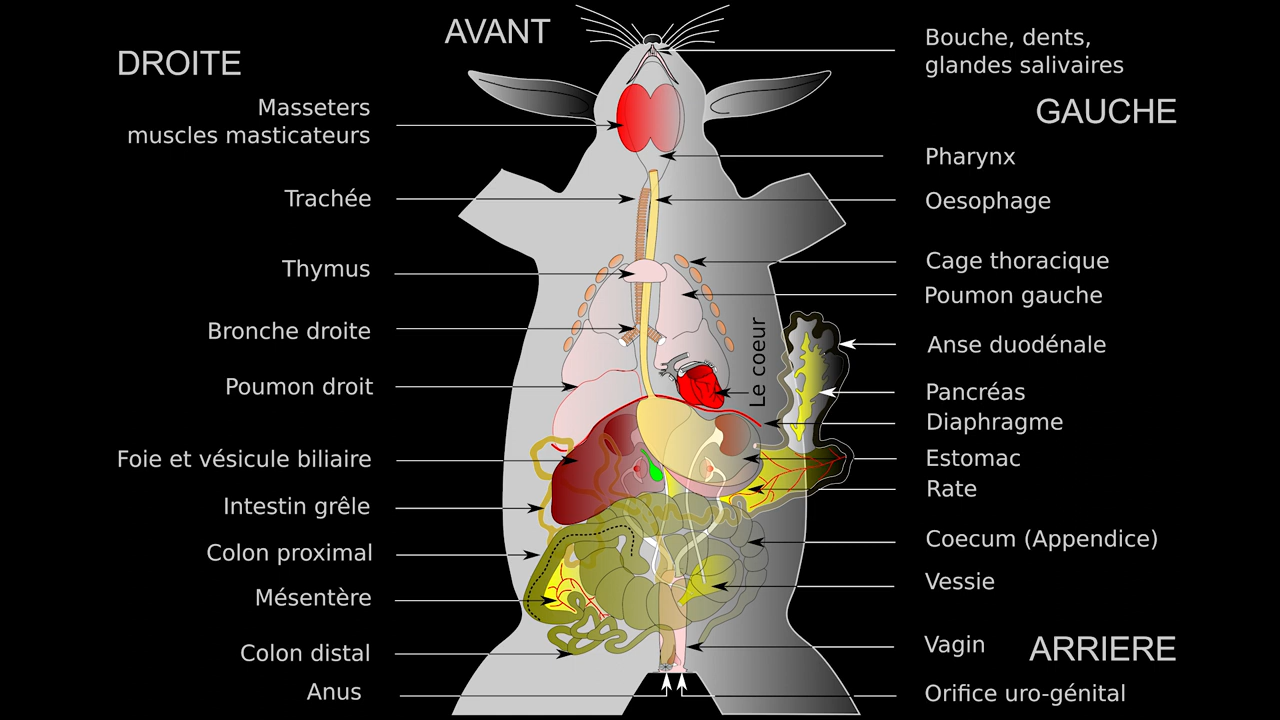 AVANT
DROITE
Masseters
muscles masticateurs
Trachée
Thymus
Bronche droite
Poumon droit
Foie et vésicule biliaire
Intestin grêle
Colon proximal
Mésentère
Colon distal
Anus
Le coeur
Bouche, dents,
glandes salivaires
GAUCHE
Pharynx
Oesophage
Cage thoracique
Poumon gauche
Anse duodénale
Pancréas
Diaphragme
Estomac
Rate
Coecum (Appendice)
Vessie
Vagin
ARRIERE
Orifice uro-génital